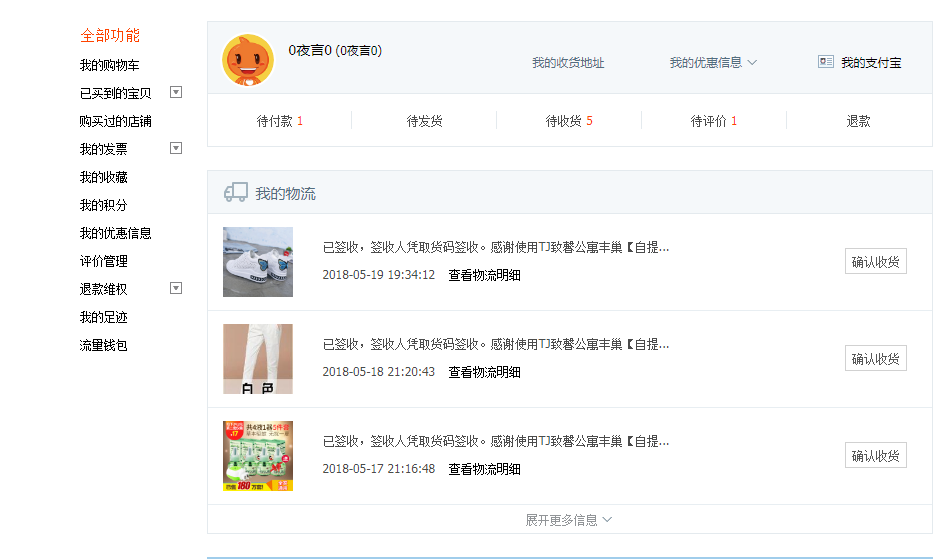 全部功能
我的购物车
已买到的宝贝
购买过的店铺
我的发票
我的收藏
我的积分
我的优惠信息
评价管理
退款维权
我的足迹
流量钱包
0夜言0 (0夜言0)
我的收货地址
我的优惠信息
我的支付宝
待付款 1
待发货
待收货 5
待评价 1
退款
我的物流
已签收，签收人凭取货码签收。感谢使用TJ致馨公寓丰巢【自提...
2018-05-19 19:34:12 查看物流明细
确认收货
已签收，签收人凭取货码签收。感谢使用TJ致馨公寓丰巢【自提...
2018-05-18 21:20:43 查看物流明细
确认收货
白 色
已签收，签收人凭取货码签收。感谢使用TJ致馨公寓丰巢【自提...
2018-05-17 21:16:48 查看物流明细
确认收货
180
展开更多信息